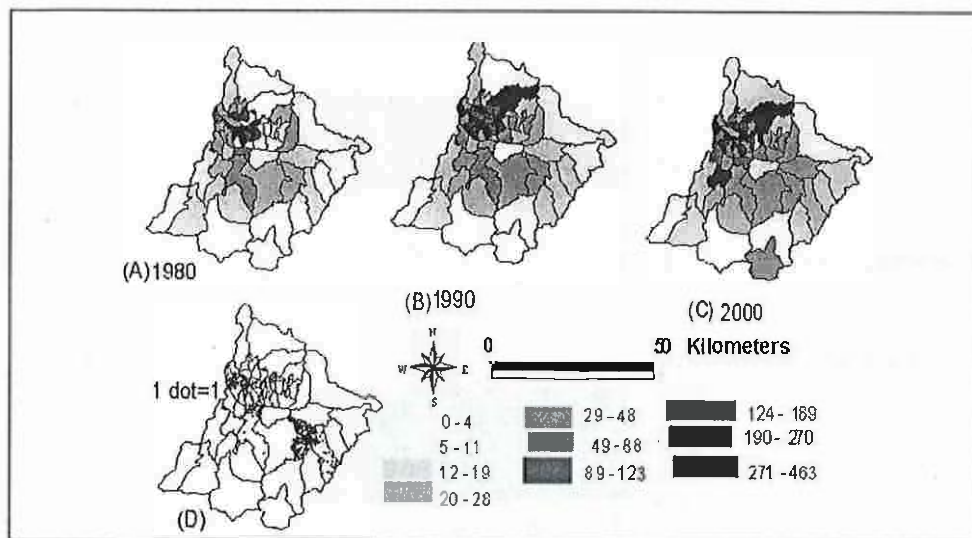 (A) 1980
(B) 1990
(C) 2000
N
W E
S
0 50 Kilometers
1 dot=1
(D)
0-4
5-11
12-19
20-28
29-48
49-88
89-123
124-189
190-270
271-463